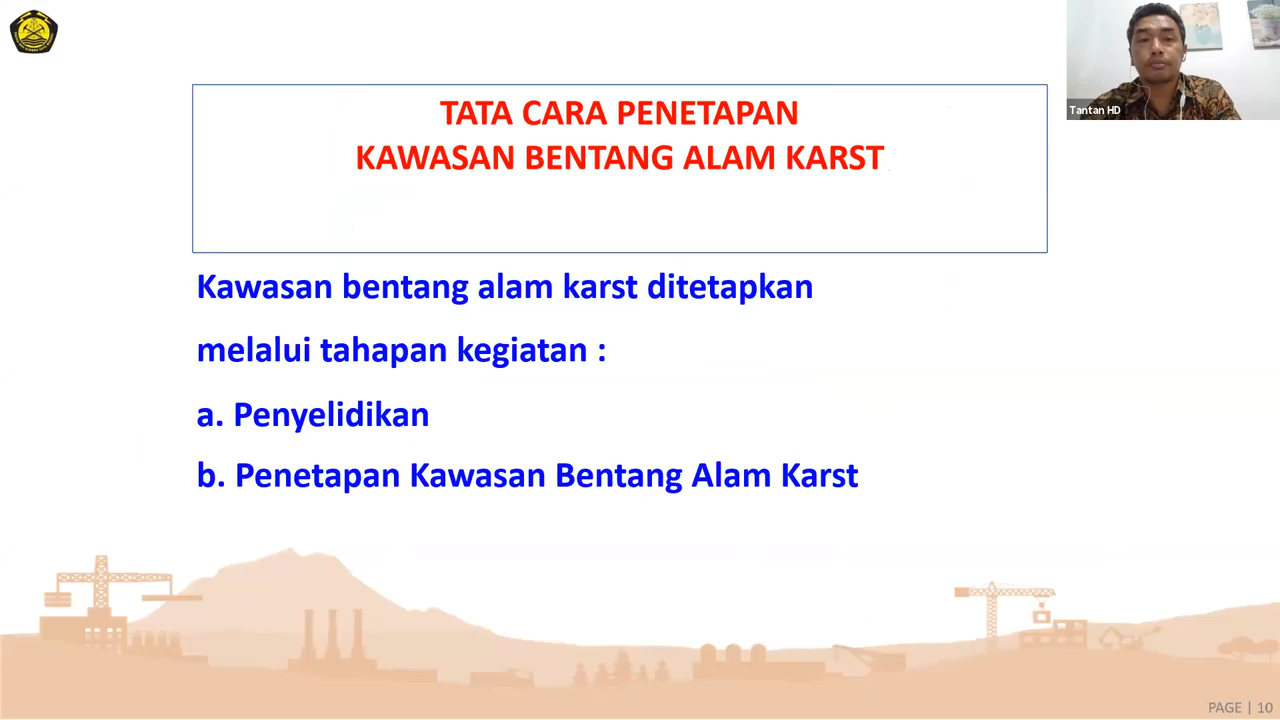 Tantan HD
TATA CARA PENETAPAN
KAWASAN BENTANG ALAM KARST
Kawasan bentang alam karst ditetapkan
melalui tahapan kegiatan :
a. Penyelidikan
b. Penetapan Kawasan Bentang Alam Karst
PAGE | 10